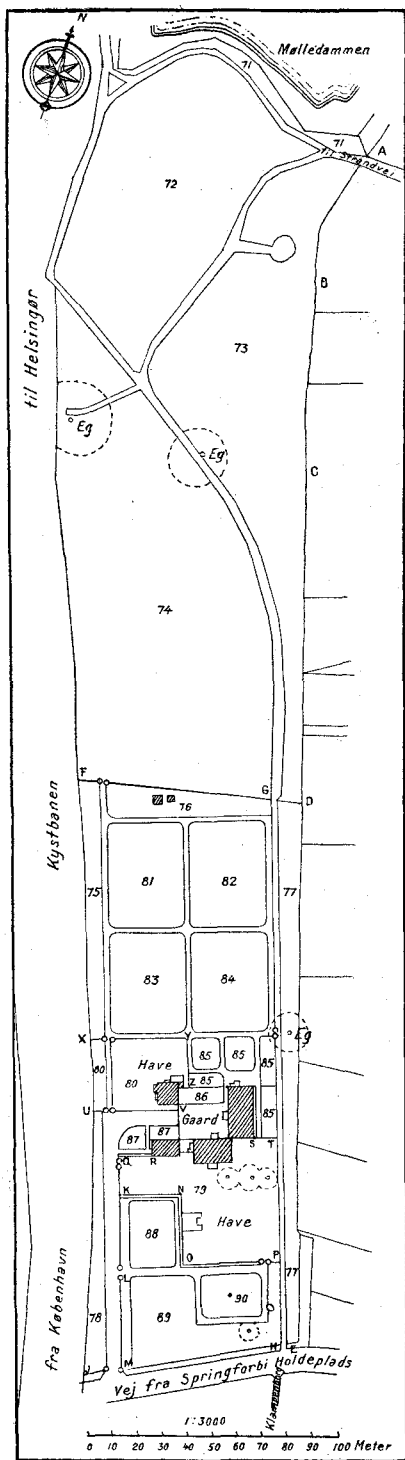 N
Mølledammen
71
71
A
til Strandvej
72
B
73
til Helsingør
Eg
Eg
C
74
F
G
D
76
Kystbanen
75
81
82
77
83
84
Eg
X
Y
Have
85
85
85
80
80
Z
85
86
U
V
Gaard
85
87
87
Q
R
S
T
K
N
79
Have
88
O
P
fra København
L
77
89
90
78
J
M
H
E
Vej fra Springforbi Holdeplads
Klampenborg
1:3000
0 10 20 30 40 50 60 70 80 90 100 Meter